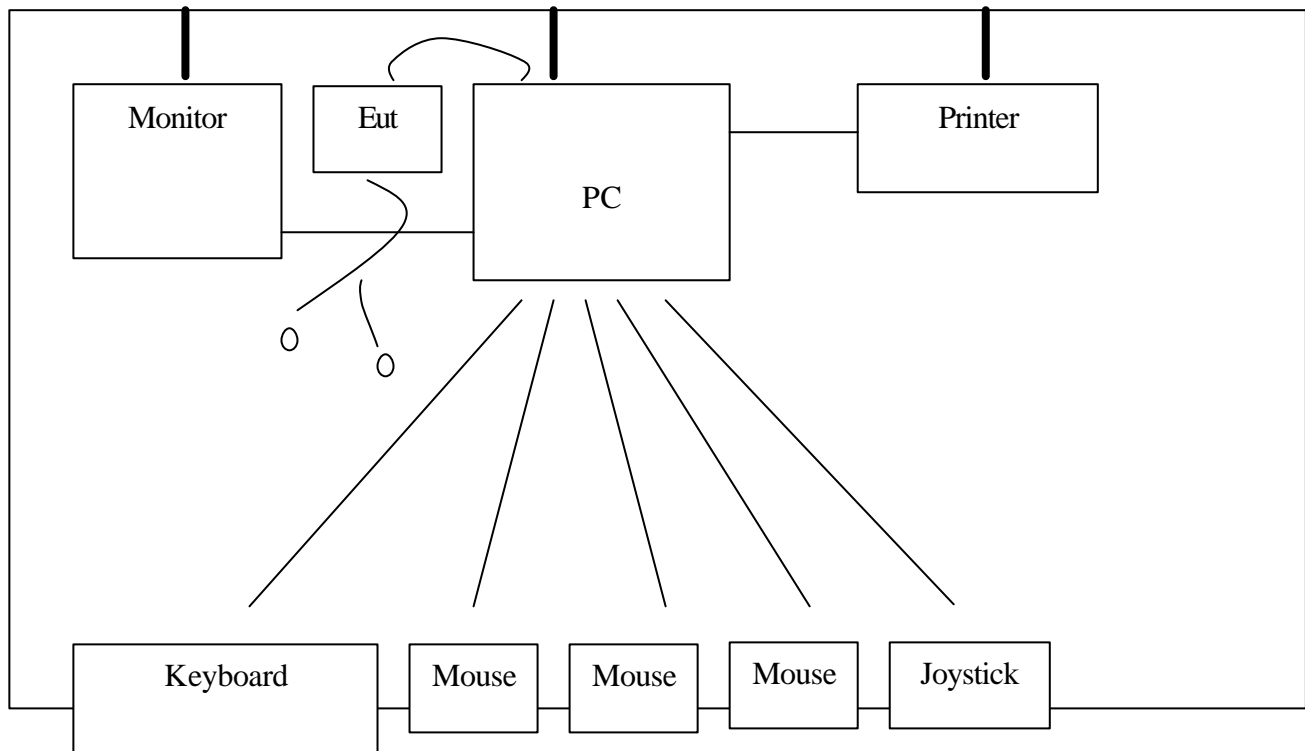 Monitor
Eut
Printer
PC
Keyboard
Mouse
Mouse
Mouse
Joystick